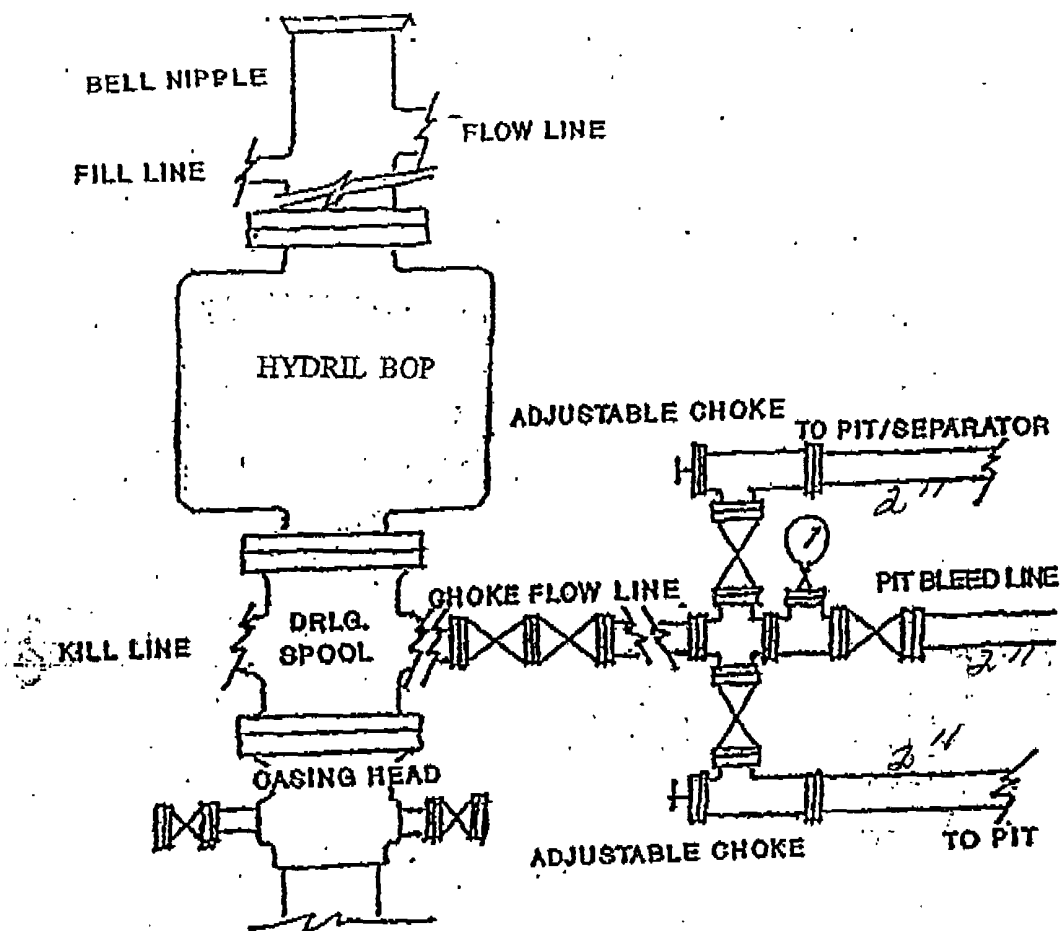 BELL NIPPLE
FLOW LINE
FILL LINE
HYDRIL BOP
ADJUSTABLE CHOKE
TO PIT/SEPARATOR
2"
CHOKE FLOW LINE
PIT BLEED LINE
KILL LINE
DRLG.
SPOOL
2"
CASING HEAD
2"
ADJUSTABLE CHOKE
TO PIT